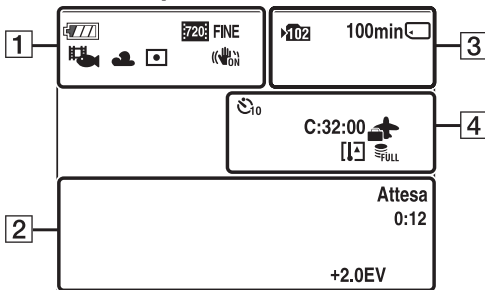 1
720 FINE
ON
102 100min
3
10
C:32:00
4
FULL
2
Attesa
0:12
+2.0EV